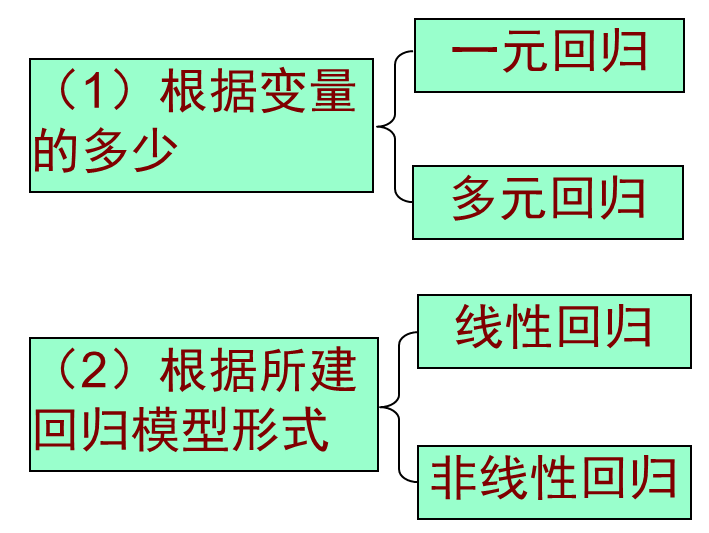 （1）根据变量
的多少
一元回归
多元回归
（2）根据所建
回归模型形式
线性回归
非线性回归